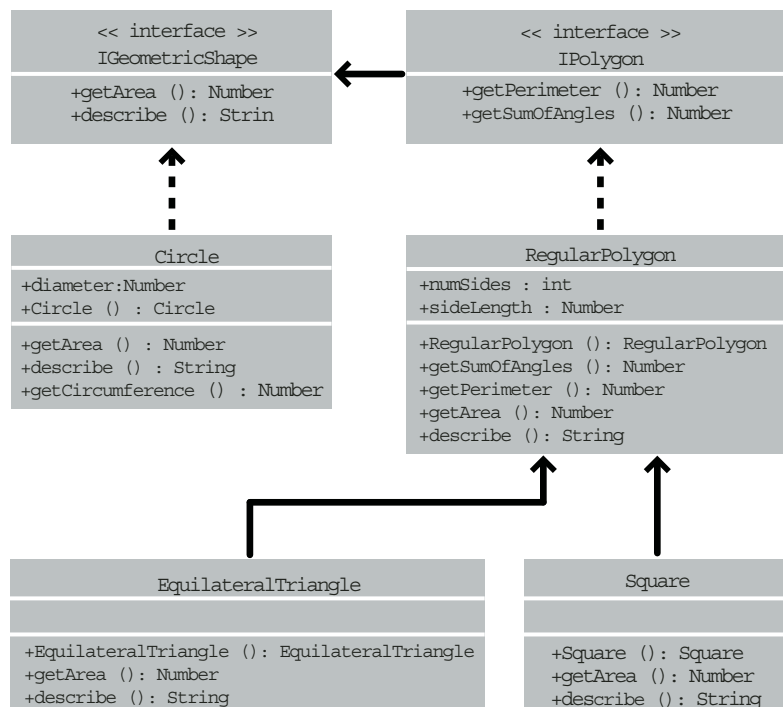 << interface >>
IGeometricShape
+getArea (): Number
+describe (): Strin
<< interface >>
IPolygon
+getPerimeter (): Number
+getSumOfAngles (): Number
Circle
+diameter:Number
+Circle () : Circle
+getArea () : Number
+describe () : String
+getCircumference () : Number
RegularPolygon
+numSides : int
+sideLength : Number
+RegularPolygon (): RegularPolygon
+getSumOfAngles (): Number
+getPerimeter (): Number
+getArea (): Number
+describe (): String
EquilateralTriangle
+EquilateralTriangle (): EquilateralTriangle
+getArea (): Number
+describe (): String
Square
+Square (): Square
+getArea (): Number
+describe (): String